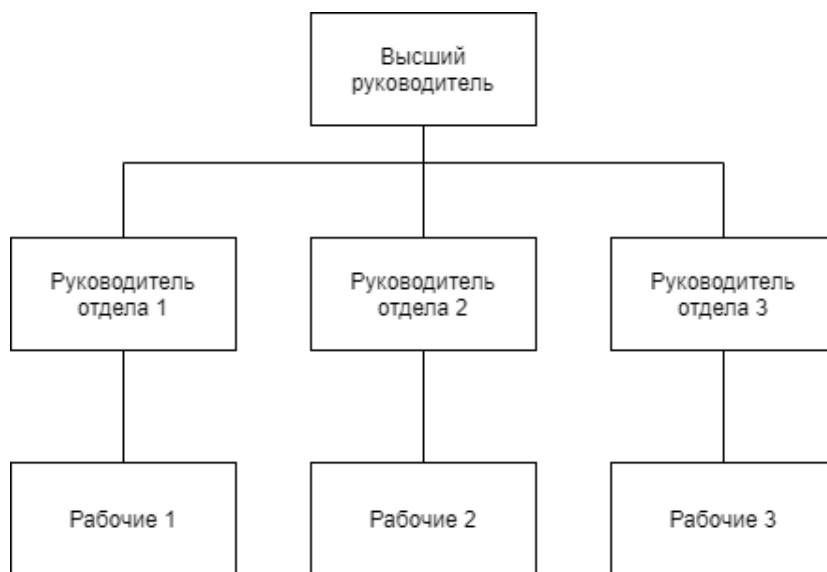 Высший
руководитель
Руководитель
отдела 1
Руководитель
отдела 2
Руководитель
отдела 3
Рабочие 1
Рабочие 2
Рабочие 3